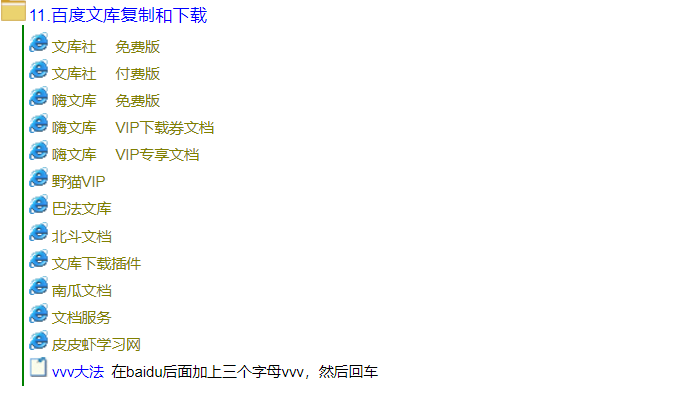 11.百度文库复制和下载
文库社 免费版
文库社 付费版
嗨文库 免费版
嗨文库 VIP下载券文档
嗨文库 VIP专享文档
野猫VIP
巴法文库
北斗文档
文库下载插件
南瓜文档
文档服务
皮皮虾学习网
vvv大法 在baidu后面加上三个字母vvv，然后回车